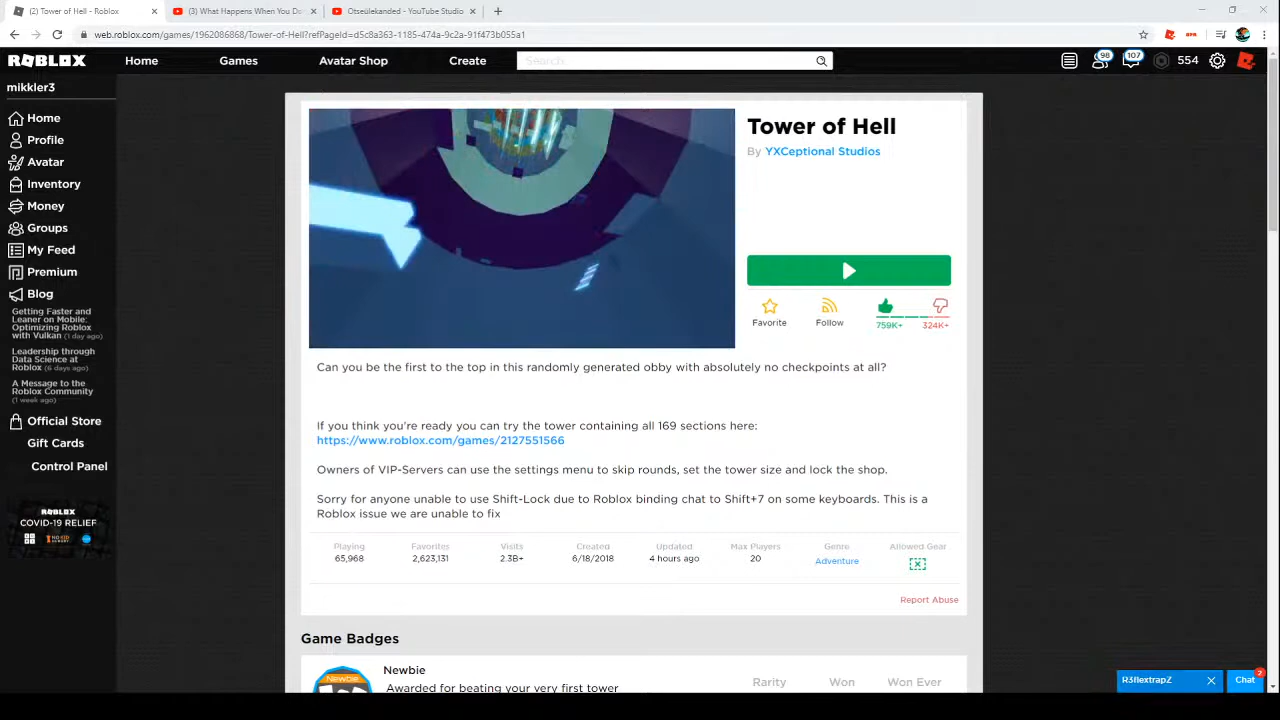 (2) Tower of Hell - Roblox
(3) What Happens When You Da
Otseülekanded - YouTube Studio
web.roblox.com/games/1962086868/Tower-of-Hell?refPageId=d5c8a363-1185-474a-9c2a-91f473b055a1
ROBLOX
Home
Games
Avatar Shop
Create
Search
98
107
554
mikkler3
Home
Profile
Avatar
Inventory
Money
Groups
My Feed
Premium
Blog
Getting Faster and
Leaner on Mobile:
Optimizing Roblox
with Vulkan (1 day ago)
Leadership through
Data Science at
Roblox (6 days ago)
A Message to the
Roblox Community
(1 week ago)
Official Store
Gift Cards
Control Panel
ROBLOX
COVID-19 RELIEF
Tower of Hell
By YXCeptional Studios
Favorite
Follow
759K+
324K+
Can you be the first to the top in this randomly generated obby with absolutely no checkpoints at all?
If you think you're ready you can try the tower containing all 169 sections here:
https://www.roblox.com/games/2127551566
Owners of VIP-Servers can use the settings menu to skip rounds, set the tower size and lock the shop.
Sorry for anyone unable to use Shift-Lock due to Roblox binding chat to Shift+7 on some keyboards. This is a
Roblox issue we are unable to fix
Playing
65,968
Favorites
2,623,131
Visits
2.3B+
Created
6/18/2018
Updated
4 hours ago
Max Players
20
Genre
Adventure
Allowed Gear
Report Abuse
Game Badges
Newbie
Newbie
Awarded for beating your very first tower
Rarity
Won
Won Ever
R3flextrapZ
Chat
2